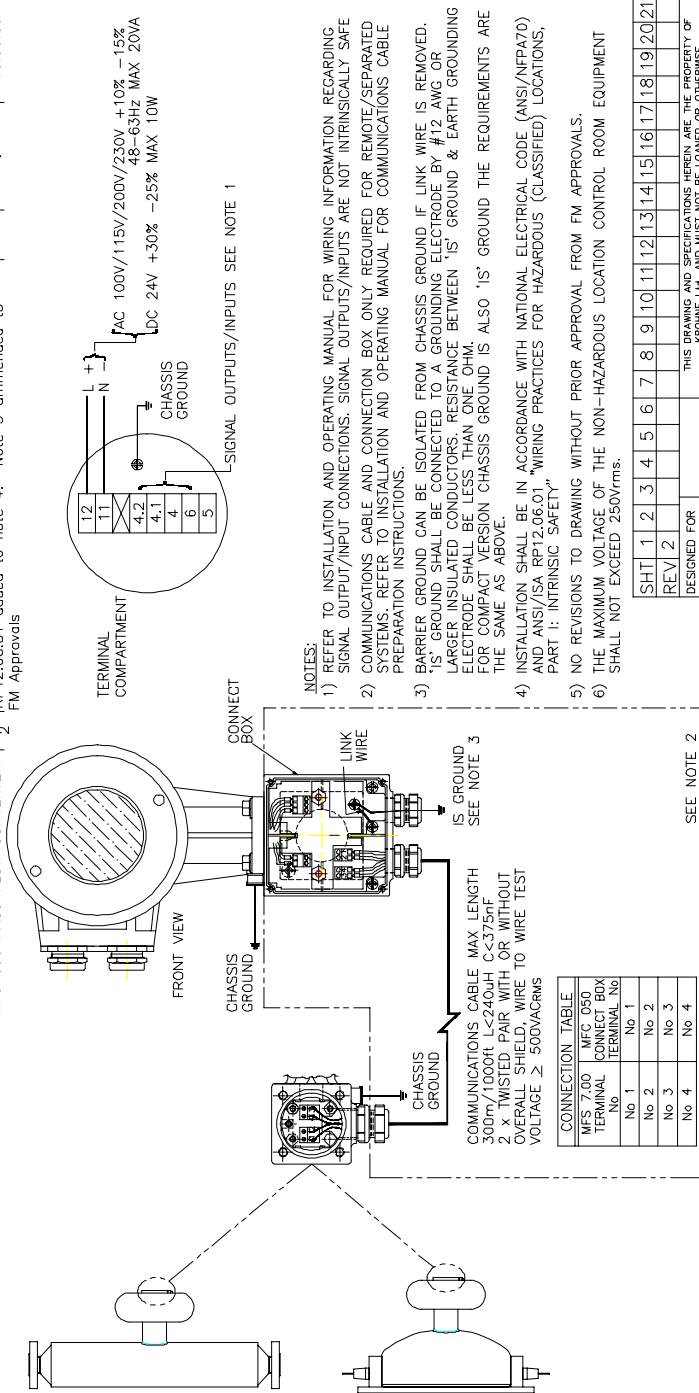 RP12.06.01 added to note 4. Note 5 ammended to
2
FM Approvals
TERMINAL
COMPARTMENT
12
11
4.2
4.1
4
6
5
L +
N –
AC 100V/115V/200V/230V +10% -15%
48-63Hz MAX 20VA
DC 24V +30% -25% MAX 10W
CHASSIS
GROUND
SIGNAL OUTPUTS/INPUTS SEE NOTE 1
FRONT VIEW
CONNECT
BOX
LINK
WIRE
CHASSIS
GROUND
IS GROUND
SEE NOTE 3
CHASSIS
GROUND
COMMUNICATIONS CABLE MAX LENGTH
300m/1000ft L<240uH C<375nF
2 x TWISTED PAIR WITH OR WITHOUT
OVERALL SHIELD, WIRE TO WIRE TEST
VOLTAGE ≥ 500VACRMS
CONNECTION TABLE
MFS 7.00 TERMINAL No
MFC 050 CONNECT BOX TERMINAL No
No 1 No 1
No 2 No 2
No 3 No 3
No 4 No 4
SEE NOTE 2
NOTES:
1) REFER TO INSTALLATION AND OPERATING MANUAL FOR WIRING INFORMATION REGARDING
SIGNAL OUTPUT/INPUT CONNECTIONS. SIGNAL OUTPUTS/INPUTS ARE NOT INTRINSICALLY SAFE
2) COMMUNICATIONS CABLE AND CONNECTION BOX ONLY REQUIRED FOR REMOTE/SEPARATED
SYSTEMS. REFER TO INSTALLATION AND OPERATING MANUAL FOR COMMUNICATIONS CABLE
PREPARATION INSTRUCTIONS.
3) BARRIER GROUND CAN BE ISOLATED FROM CHASSIS GROUND IF LINK WIRE IS REMOVED.
'IS' GROUND SHALL BE CONNECTED TO A GROUNDING ELECTRODE BY #12 AWG OR
LARGER INSULATED CONDUCTORS. RESISTANCE BETWEEN 'IS' GROUND & EARTH GROUNDING
ELECTRODE SHALL BE LESS THAN ONE OHM.
FOR COMPACT VERSION CHASSIS GROUND IS ALSO 'IS' GROUND THE REQUIREMENTS ARE
THE SAME AS ABOVE.
4) INSTALLATION SHALL BE IN ACCORDANCE WITH NATIONAL ELECTRICAL CODE (ANSI/NFPA70)
AND ANSI/ISA RP12.06.01 "WIRING PRACTICES FOR HAZARDOUS (CLASSIFIED) LOCATIONS,
PART I: INTRINSIC SAFETY"
5) NO REVISIONS TO DRAWING WITHOUT PRIOR APPROVAL FROM FM APPROVALS.
6) THE MAXIMUM VOLTAGE OF THE NON-HAZARDOUS LOCATION CONTROL ROOM EQUIPMENT
SHALL NOT EXCEED 250Vrms.
SHT 1 2 3 4 5 6 7 8 9 10 11 12 13 14 15 16 17 18 19 20 21
REV 2
DESIGNED FOR
THIS DRAWING AND SPECIFICATIONS HEREIN ARE THE PROPERTY OF